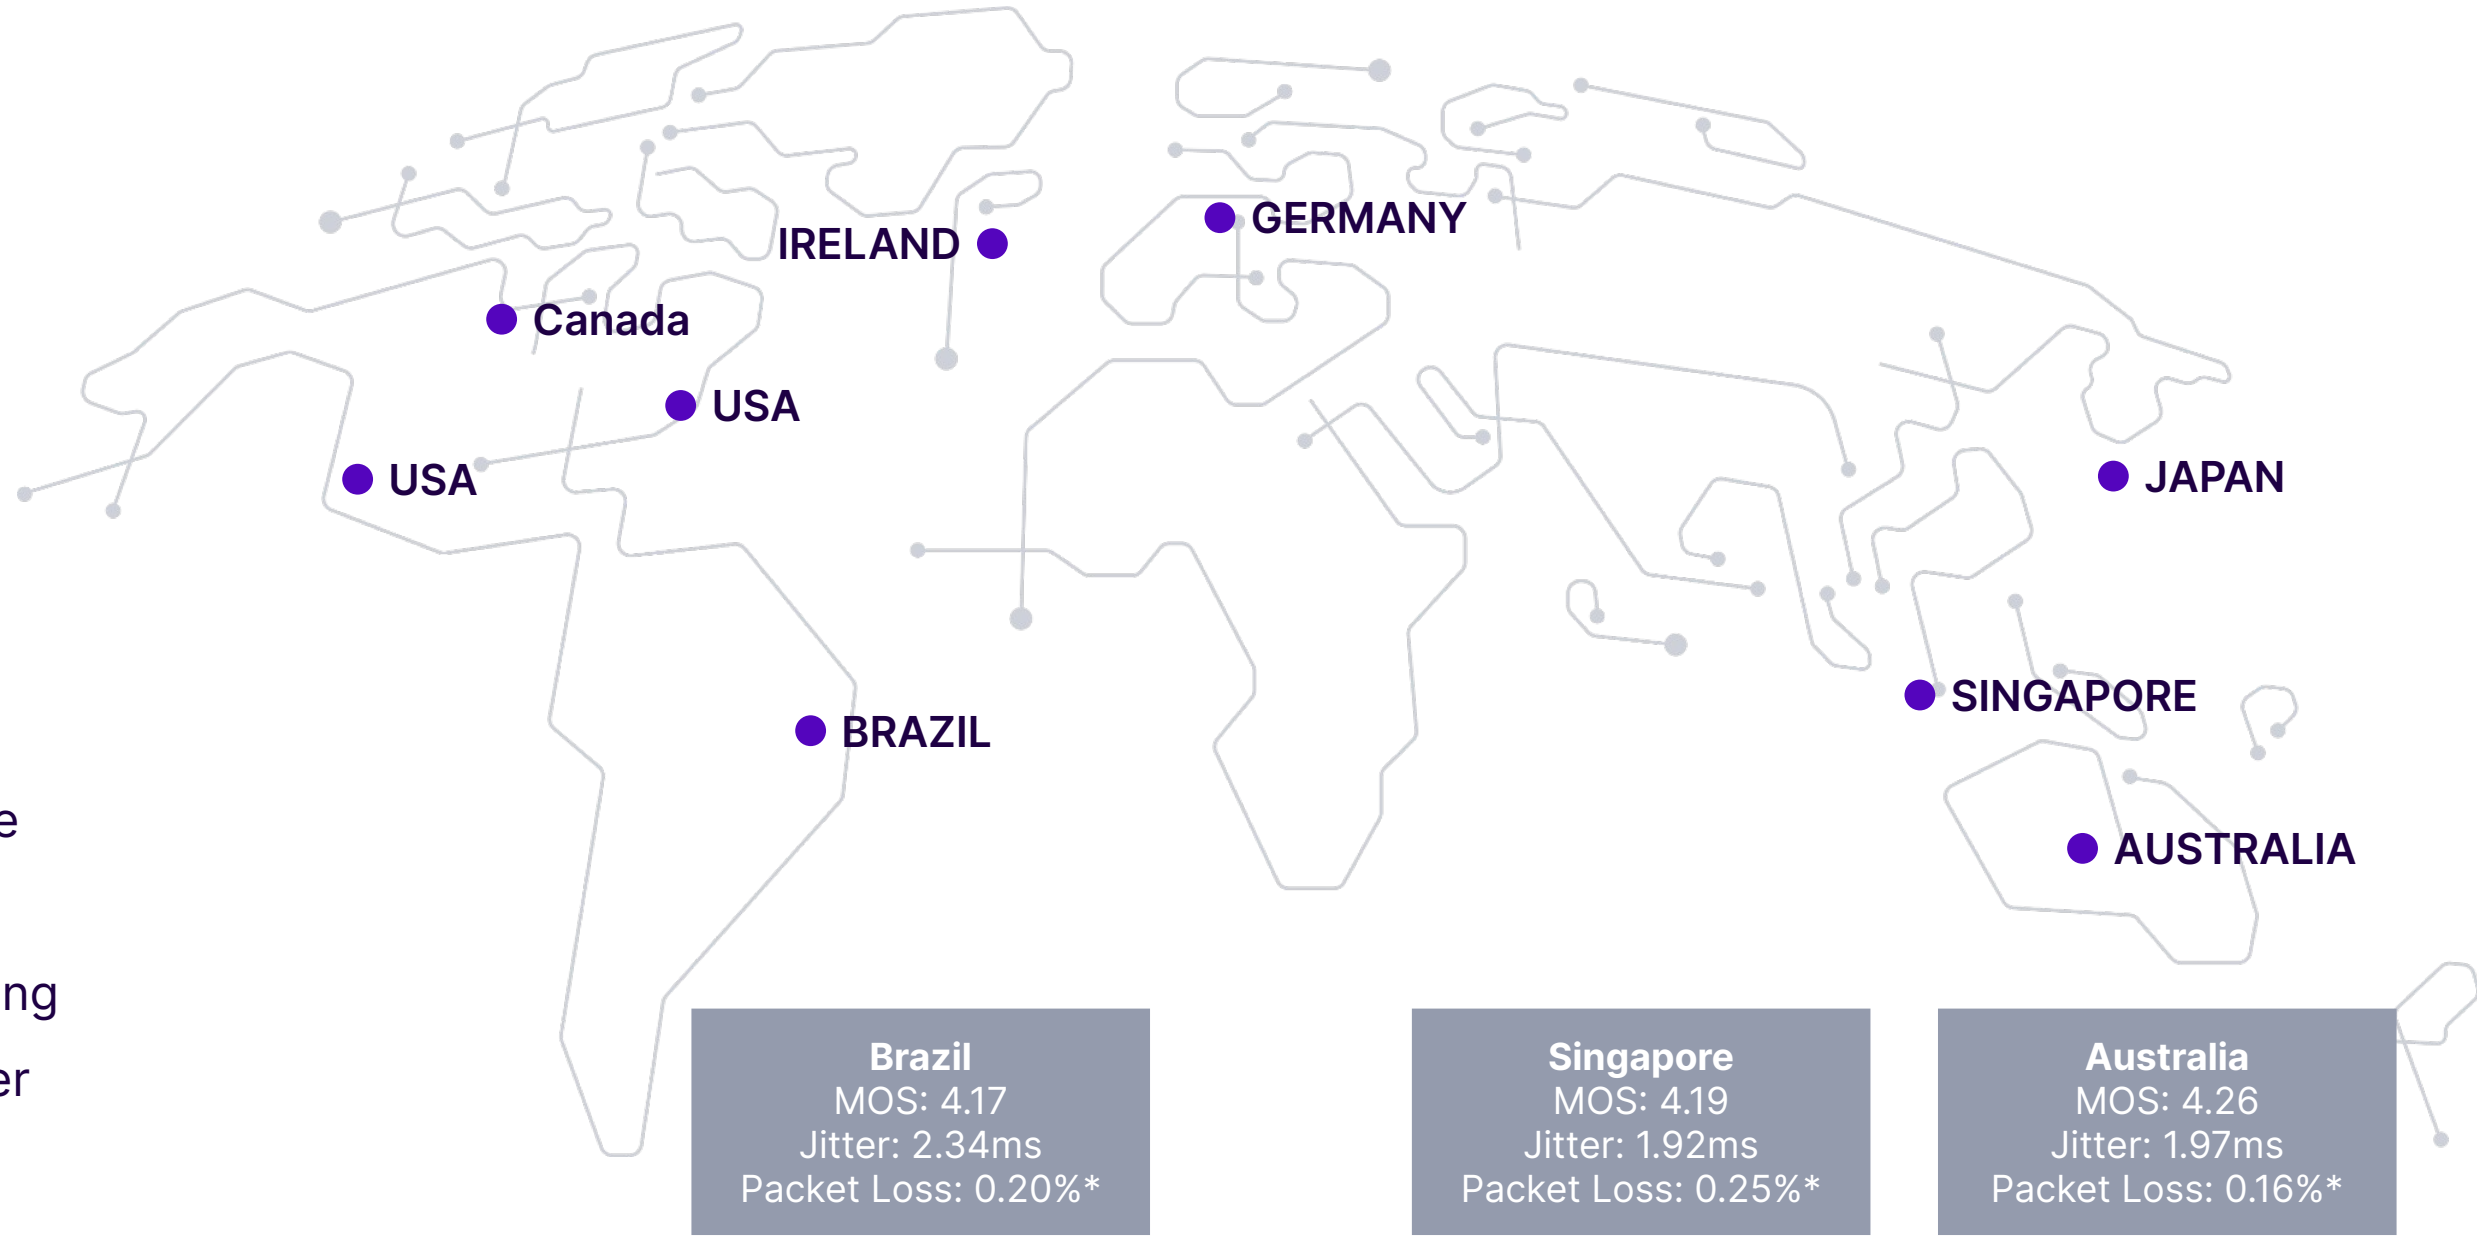 GERMANY
IRELAND
Canada
USA
USA
JAPAN
SINGAPORE
BRAZIL
e
AUSTRALIA
ng
er
Brazil
MOS: 4.17
Jitter: 2.34ms
Packet Loss: 0.20%*
Singapore
MOS: 4.19
Jitter: 1.92ms
Packet Loss: 0.25%*
Australia
MOS: 4.26
Jitter: 1.97ms
Packet Loss: 0.16%*